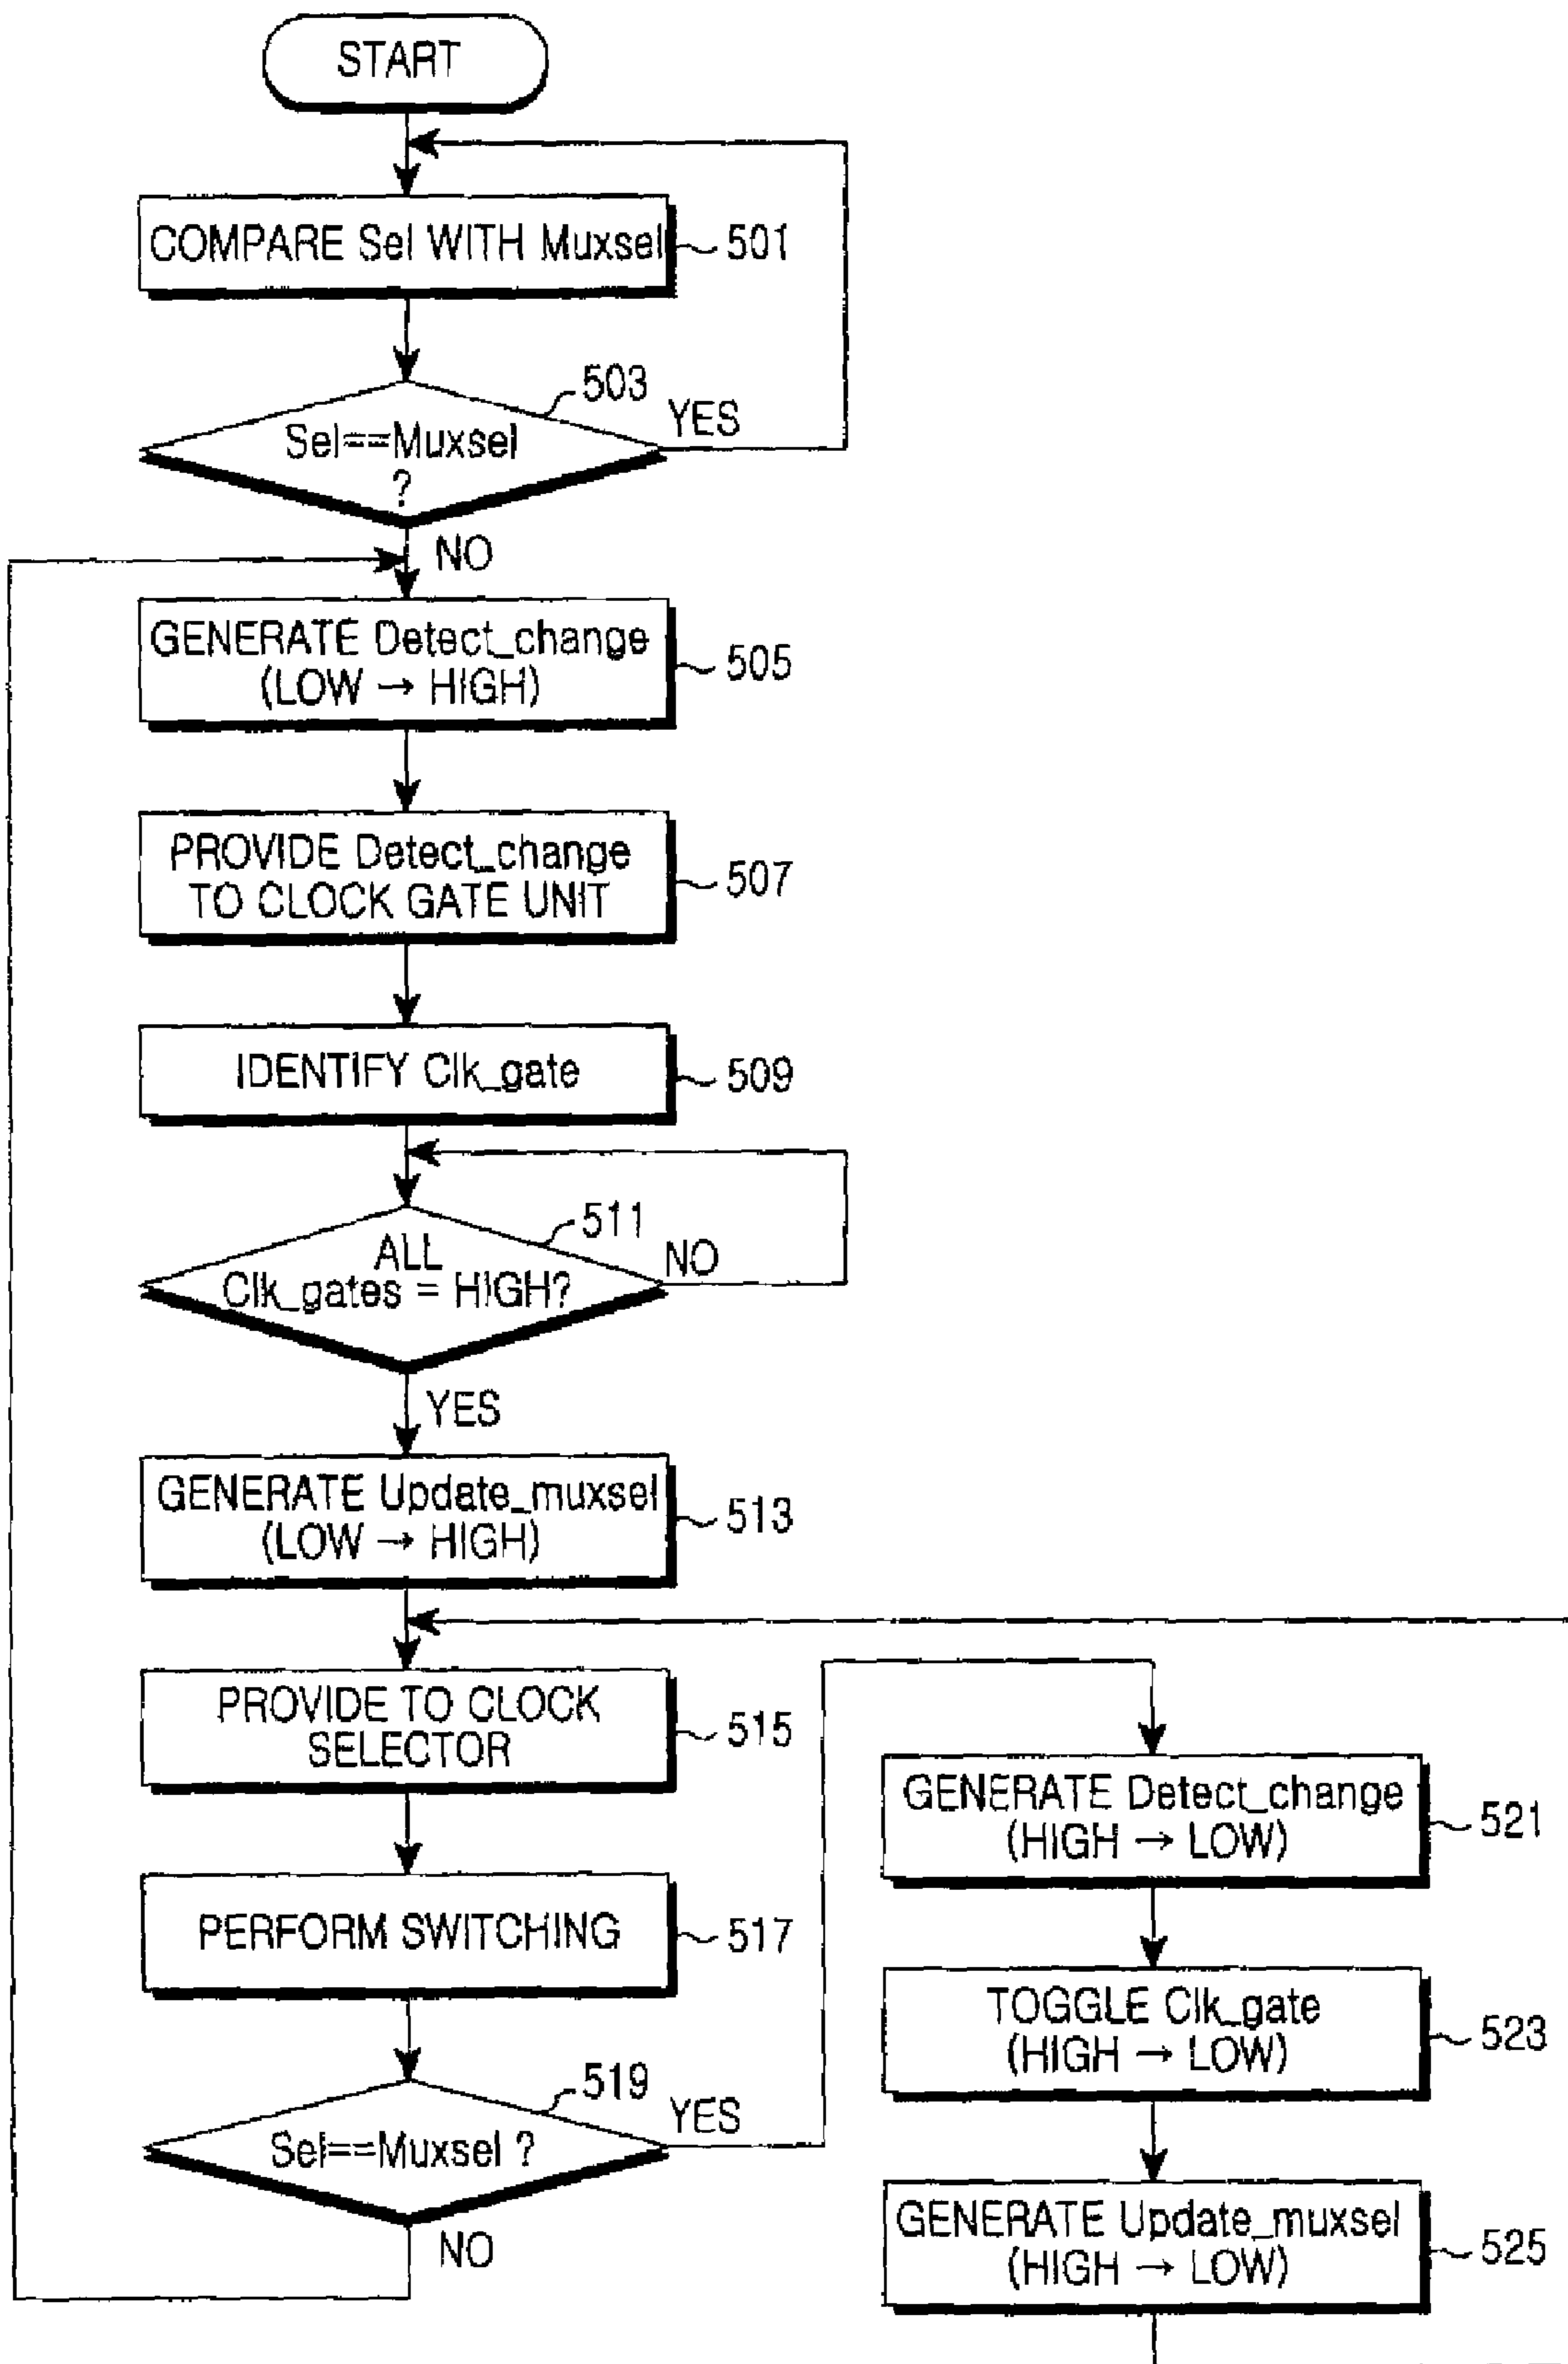 START
COMPARE Sel WITH Muxsel
501
503
Sel==Muxsel
?
YES
NO
GENERATE Detect_change
(LOW → HIGH)
505
PROVIDE Detect_change
TO CLOCK GATE UNIT
507
IDENTIFY Clk_gate
509
511
ALL
Clk_gates = HIGH?
NO
YES
GENERATE Update_muxsel
(LOW → HIGH)
513
PROVIDE TO CLOCK
SELECTOR
515
PERFORM SWITCHING
517
519
Sel==Muxsel ?
YES
NO
GENERATE Detect_change
(HIGH → LOW)
521
TOGGLE Clk_gate
(HIGH → LOW)
523
GENERATE Update_muxsel
(HIGH → LOW)
525